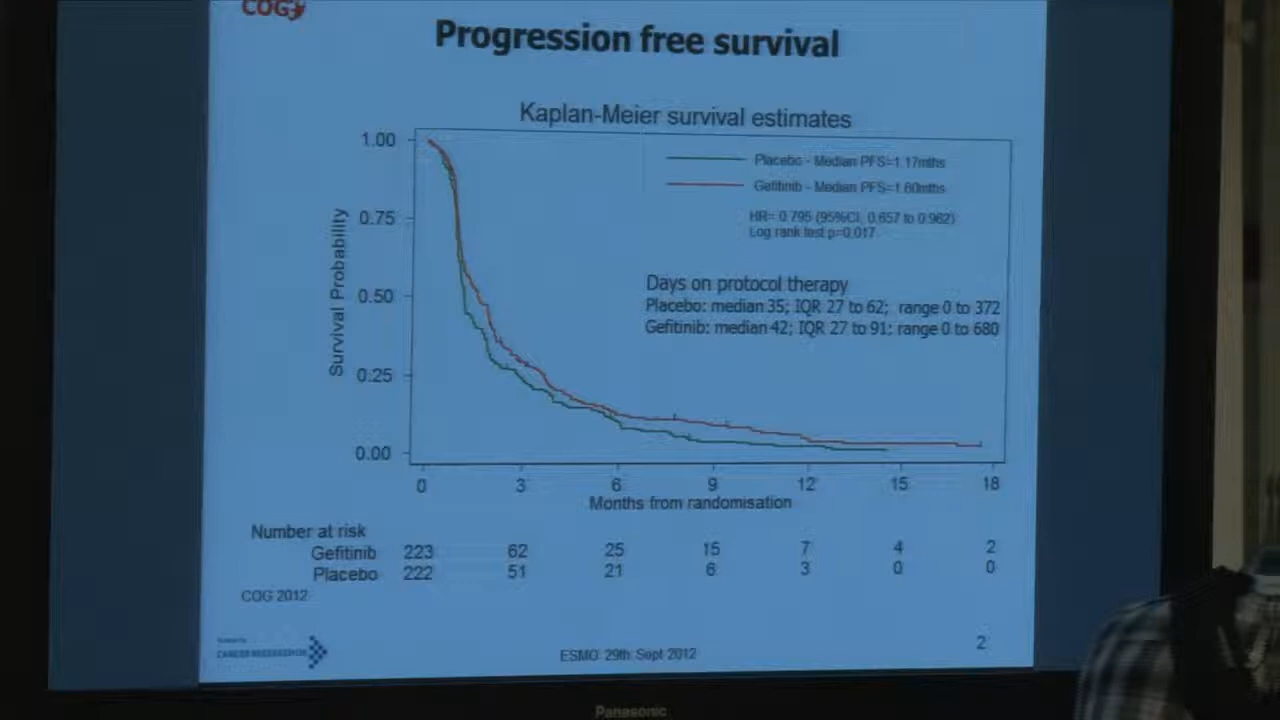 COG
Progression free survival
Kaplan-Meier survival estimates
Survival Probability
1.00
0.75
0.50
0.25
0.00
Placebo - Median PFS=1.17mths
Gefitinib - Median PFS=1.60mths
HR= 0.795 (95%CI, 0.657 to 0.962)
Log rank test p=0.017
Days on protocol therapy
Placebo: median 35; IQR 27 to 62; range 0 to 372
Gefitinib: median 42; IQR 27 to 91; range 0 to 680
0 3 6 9 12 15 18
Months from randomisation
Number at risk
Gefitinib 223 62 25 15 7 4 2
Placebo 222 51 21 6 3 0 0
COG 2012
CANCER RESEARCH UK
ESMO 29th Sept 2012
2
Panasonic